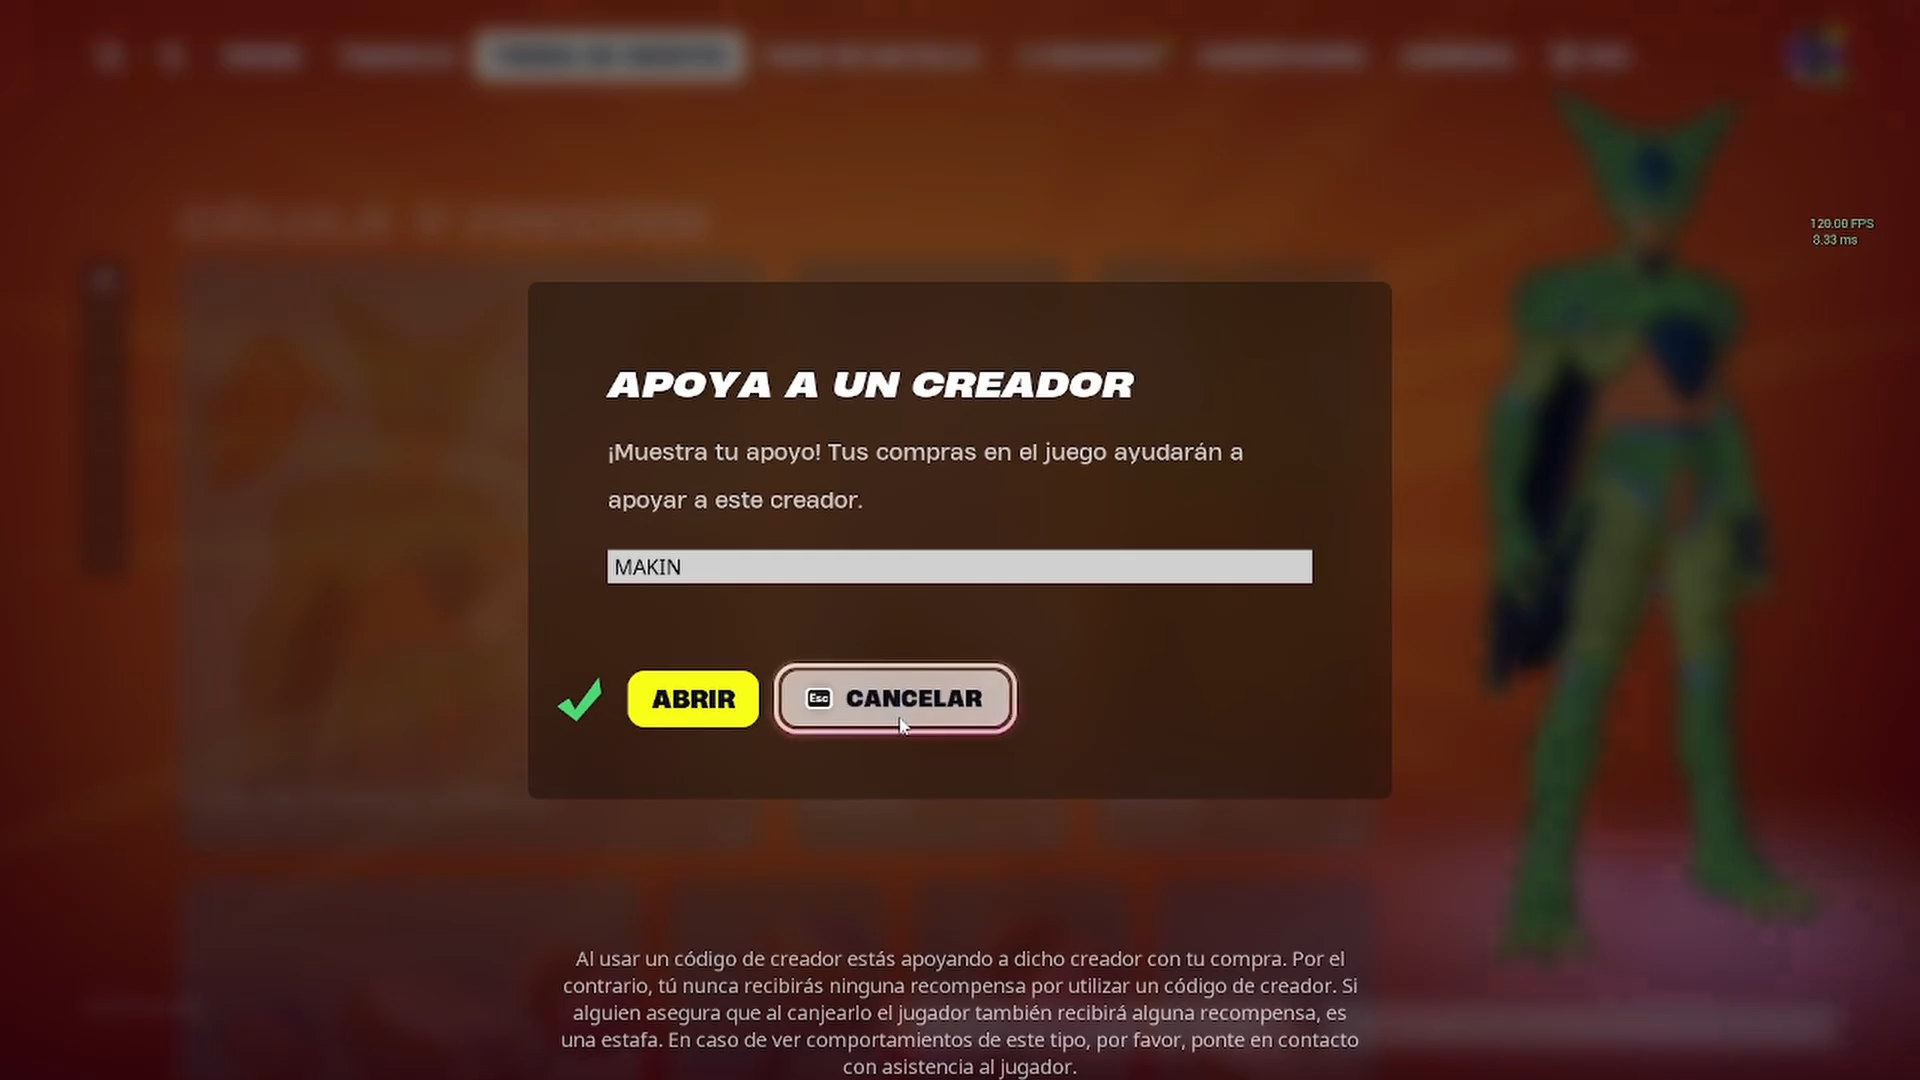 120.00 FPS
8.33 ms
APOYA A UN CREADOR
¡Muestra tu apoyo! Tus compras en el juego ayudarán a
apoyar a este creador.
MAKIN
ABRIR
Esc CANCELAR
Al usar un código de creador estás apoyando a dicho creador con tu compra. Por el
contrario, tú nunca recibirás ninguna recompensa por utilizar un código de creador. Si
alguien asegura que al canjearlo el jugador también recibirá alguna recompensa, es
una estafa. En caso de ver comportamientos de este tipo, por favor, ponte en contacto
con asistencia al jugador.